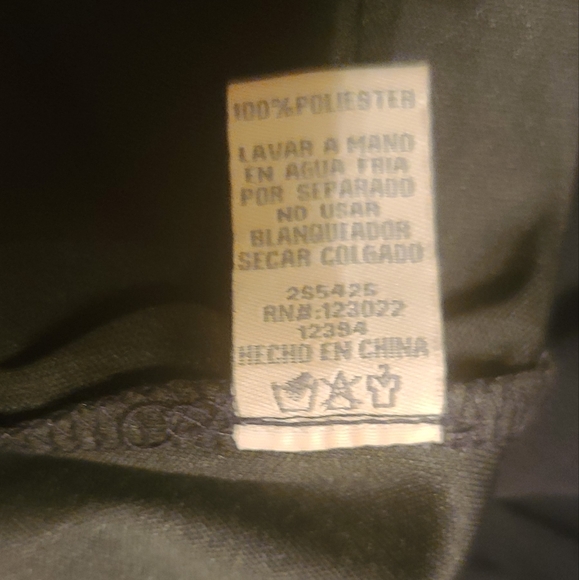 100% POLIESTER
LAVAR A MANO
EN AGUA FRIA
POR SEPARADO
NO USAR
BLANQUEADOR
SECAR COLGADO
2S542S
RN#:123022
12394
HECHO EN CHINA